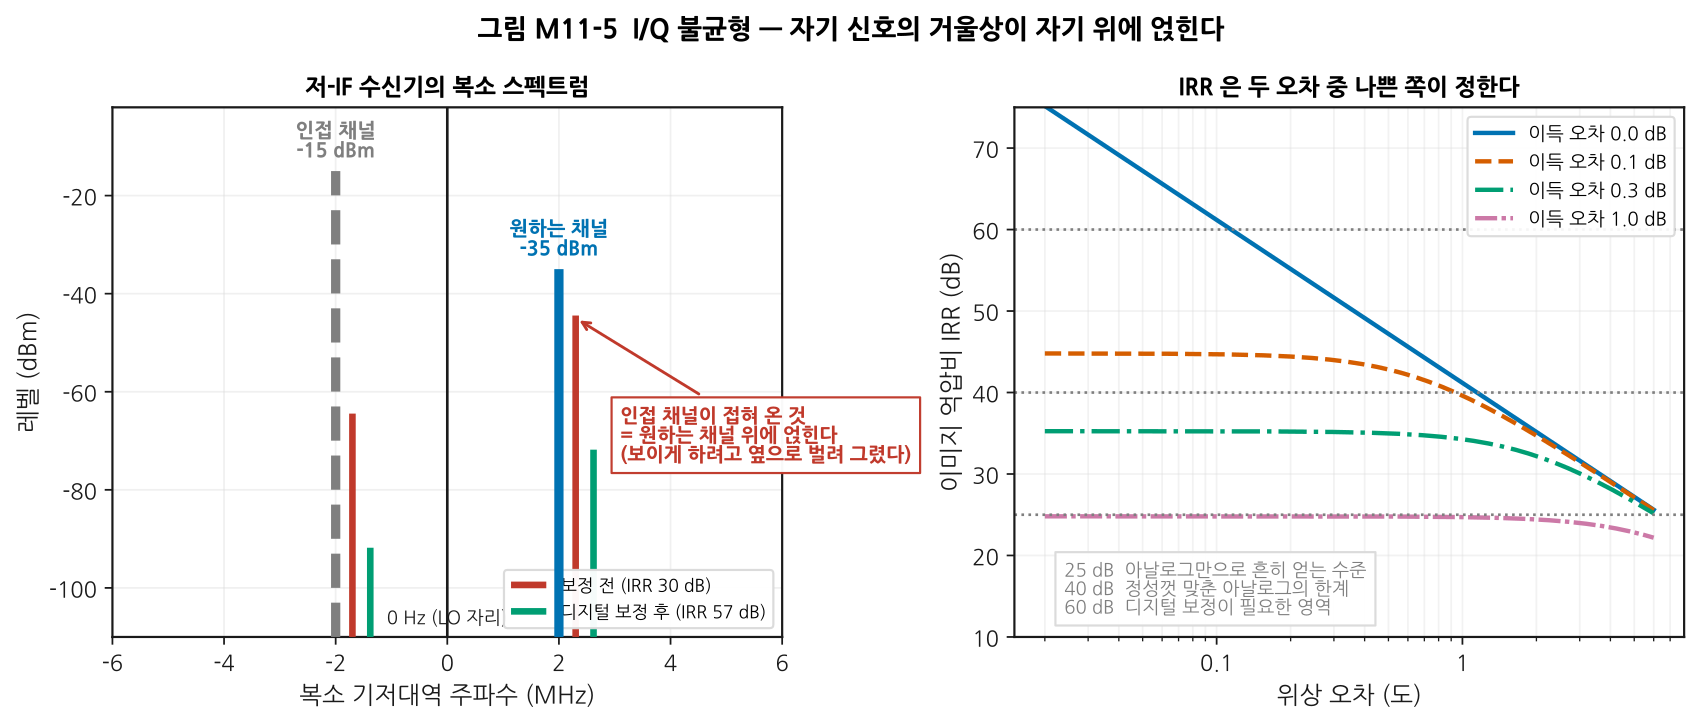 그림 M11-5  I/Q 불균형 — 자기 신호의 거울상이 자기 위에 얹힌다
저-IF 수신기의 복소 스펙트럼
인접 채널
-15 dBm
원하는 채널
-35 dBm
인접 채널이 접혀 온 것
= 원하는 채널 위에 얹힌다
(보이게 하려고 옆으로 벌려 그렸다)
보정 전 (IRR 30 dB)
디지털 보정 후 (IRR 57 dB)
0 Hz (LO 자리)
레벨 (dBm)
-20
-40
-60
-80
-100
-6
-4
-2
0
2
4
6
복소 기저대역 주파수 (MHz)
IRR 은 두 오차 중 나쁜 쪽이 정한다
이득 오차 0.0 dB
이득 오차 0.1 dB
이득 오차 0.3 dB
이득 오차 1.0 dB
이미지 억압비 IRR (dB)
70
60
50
40
30
20
10
25 dB  아날로그만으로 흔히 얻는 수준
40 dB  정성껏 맞춘 아날로그의 한계
60 dB  디지털 보정이 필요한 영역
0.1
1
위상 오차 (도)